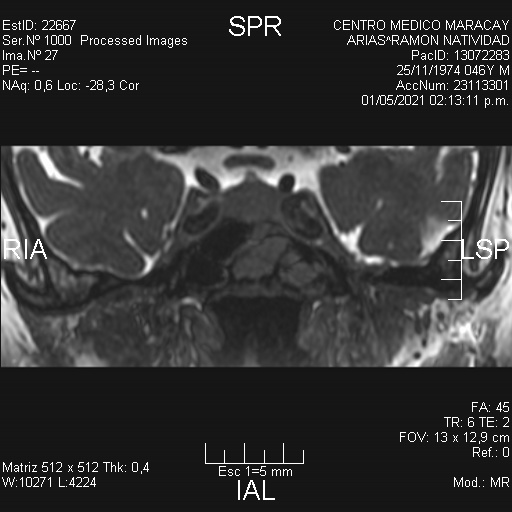 EstID: 22667
Ser.Nº 1000 Processed Images
Ima.Nº 27
PE= --
NAq: 0,6 Loc: -28,3 Cor
SPR
CENTRO MEDICO MARACAY
ARIAS^RAMON NATIVIDAD
PacID: 13072283
25/11/1974 046Y M
AccNum: 23113301
01/05/2021 02:13:11 p.m.
RIA
LSP
FA: 45
TR: 6 TE: 2
FOV: 13 x 12,9 cm
Ref.: 0
Mod.: MR
Matriz 512 x 512 Thk: 0,4
W:10271 L:4224
Esc 1=5 mm
IAL